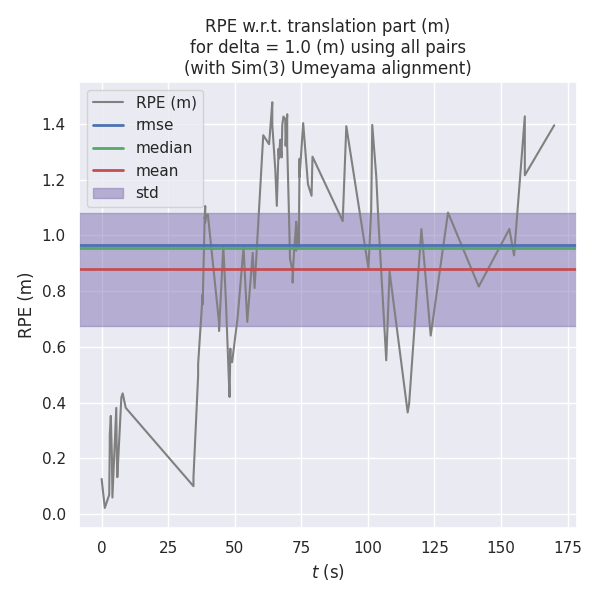 RPE w.r.t. translation part (m)
for delta = 1.0 (m) using all pairs
(with Sim(3) Umeyama alignment)
RPE (m)
rmse
median
mean
std
1.4
1.2
1.0
0.8
0.6
0.4
0.2
0.0
RPE (m)
0 25 50 75 100 125 150 175
t (s)